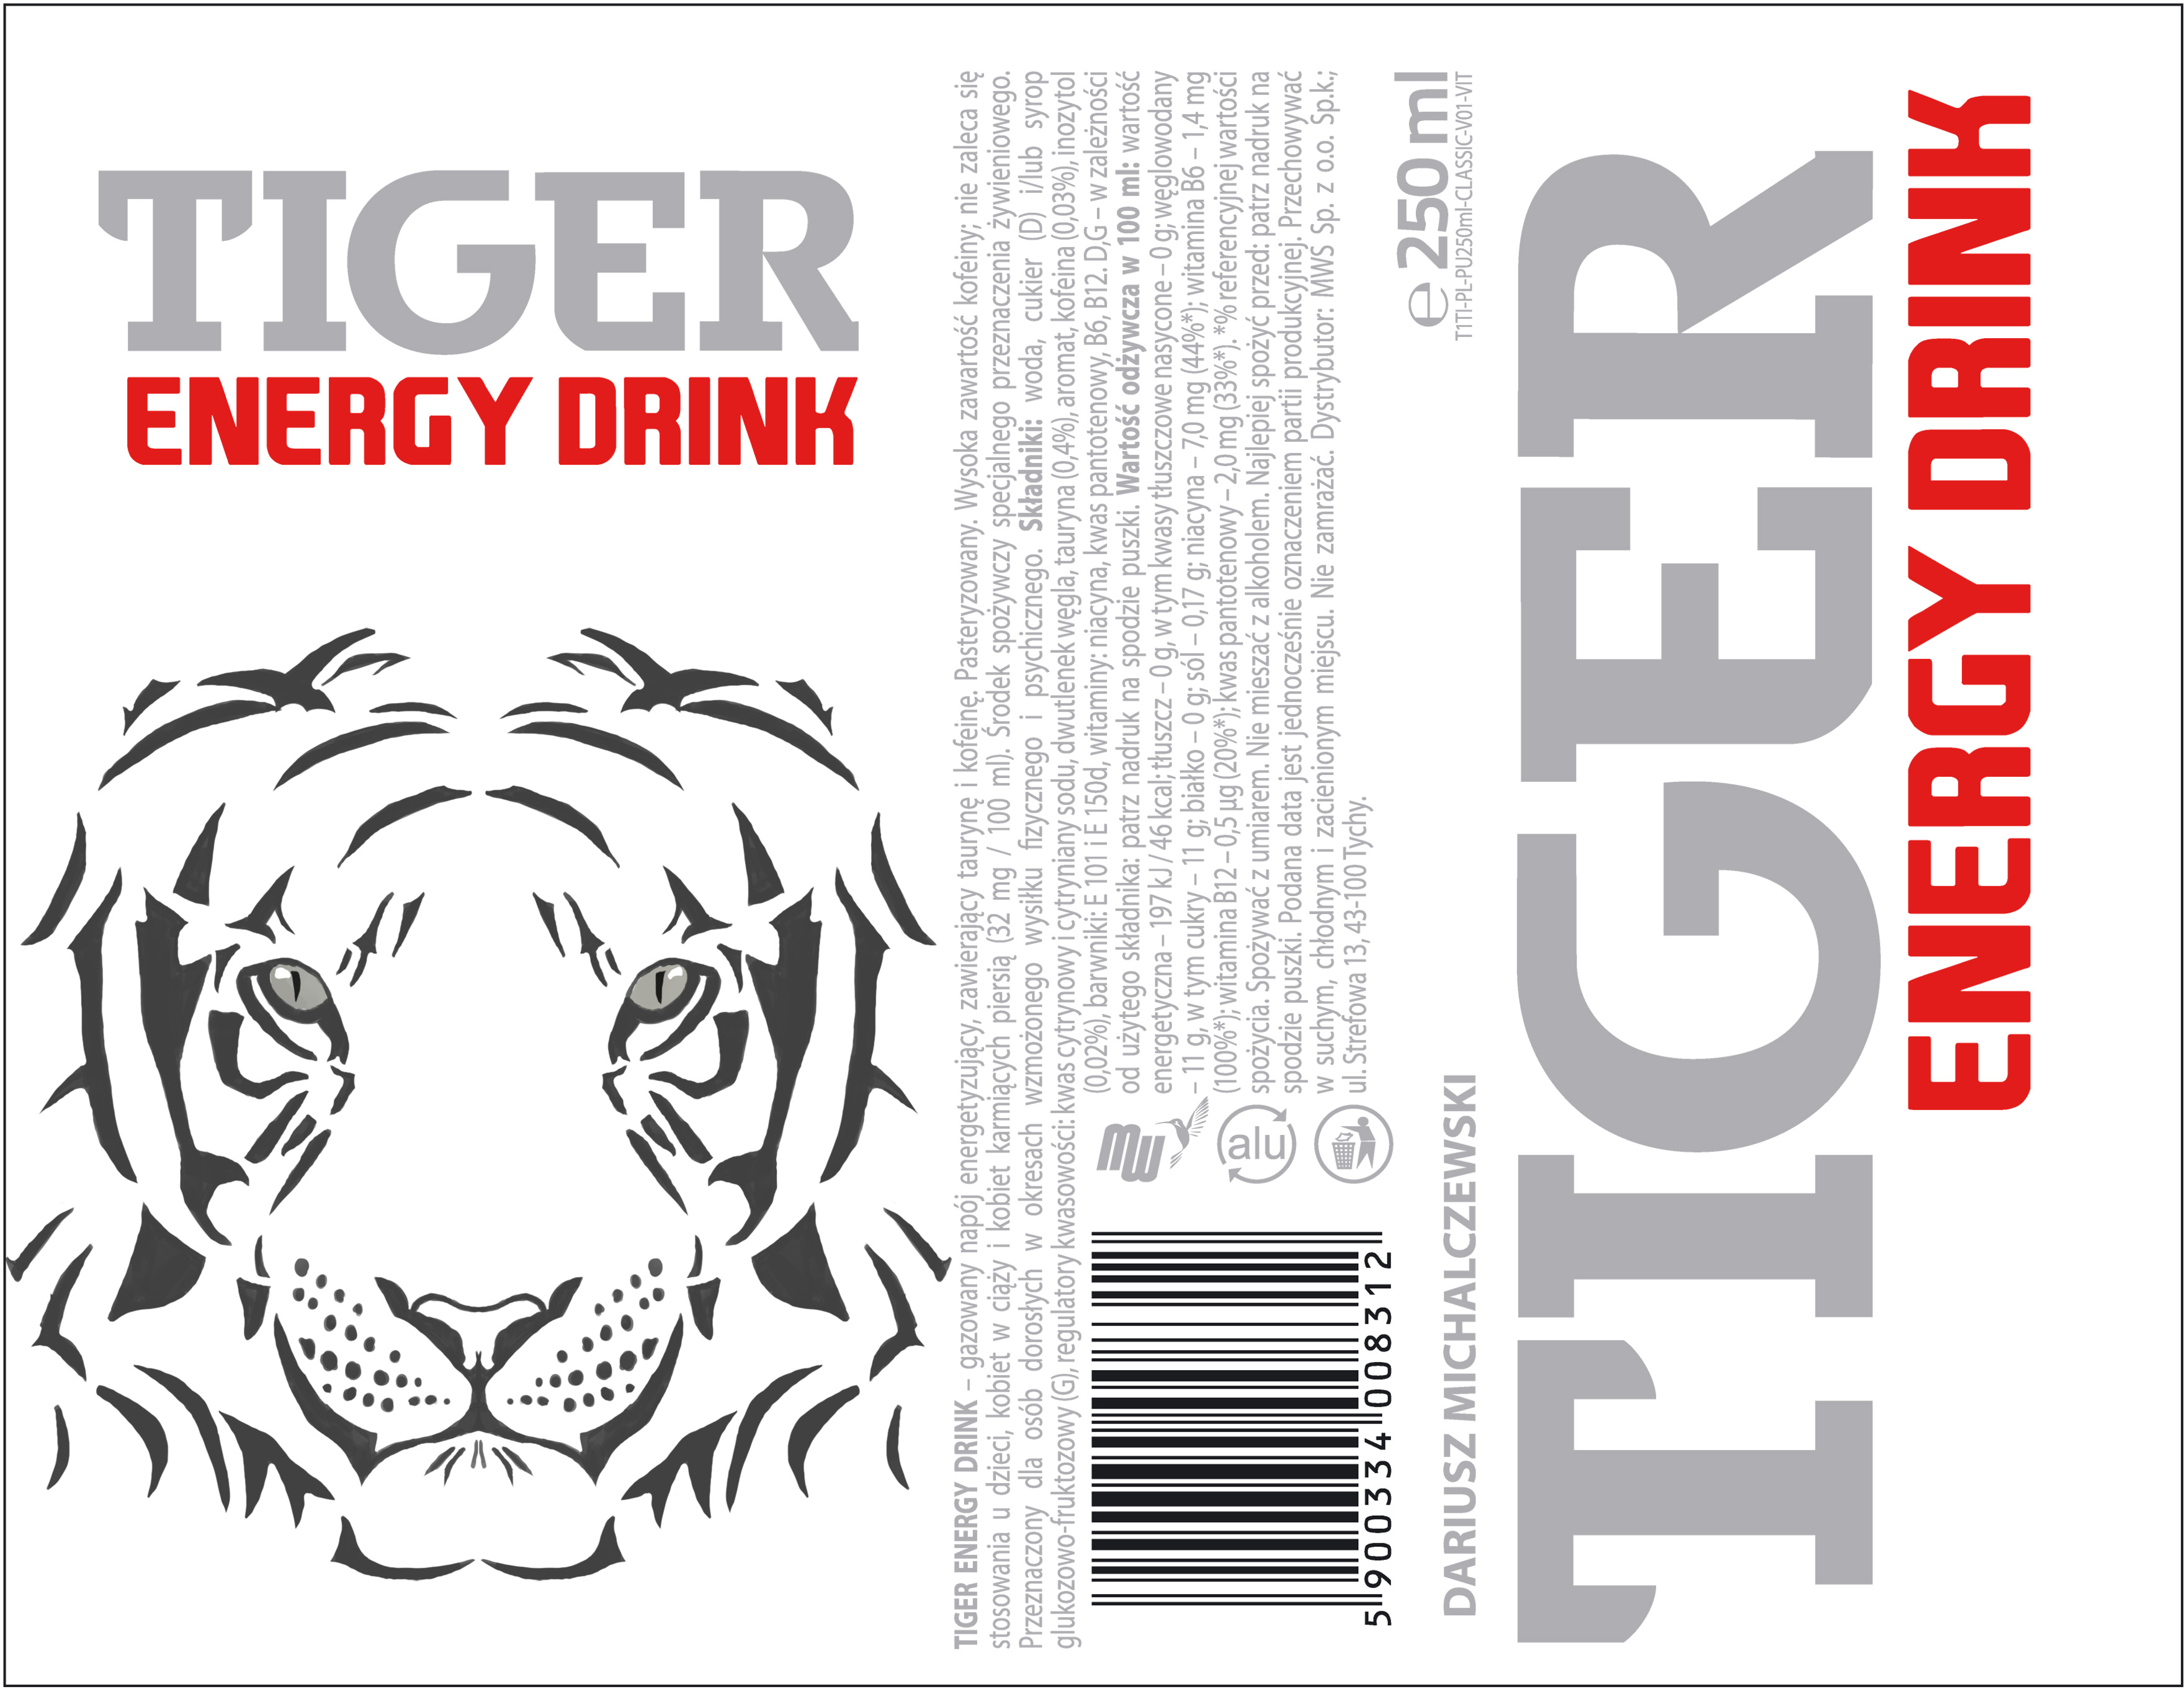 TIGER
ENERGY DRINK
TIGER ENERGY DRINK – gazowany napój energetyzujący, zawierający taurynę i kofeinę. Pasteryzowany. Wysoka zawartość kofeiny; nie zaleca się
stosowania u dzieci, kobiet w ciąży i kobiet karmiących piersią (32 mg / 100 ml). Środek spożywczy specjalnego przeznaczenia żywieniowego.
Przeznaczony dla osób dorosłych w okresach wzmożonego wysiłku fizycznego i psychicznego. Składniki: woda, cukier (D) i/lub syrop
glukozowo-fruktozowy (G), regulatory kwasowości: kwas cytrynowy i cytryniany sodu, dwutlenek węgla, tauryna (0,4%), aromat, kofeina (0,03%), inozytol
(0,02%), barwniki: E 101 i E 150d, witaminy: niacyna, kwas pantotenowy, B6, B12. D,G – w zależności
od użytego składnika: patrz nadruk na spodzie puszki. Wartość odżywcza w 100 ml: wartość
energetyczna – 197 kJ / 46 kcal; tłuszcz – 0 g, w tym kwasy tłuszczowe nasycone – 0 g; węglowodany
– 11 g, w tym cukry – 11 g; białko – 0 g; sól – 0,17 g; niacyna – 7,0 mg (44%*); witamina B6 – 1,4 mg
(100%*); witamina B12 – 0,5 µg (20%*); kwas pantotenowy – 2,0 mg (33%*). *% referencyjnej wartości
spożycia. Spożywać z umiarem. Nie mieszać z alkoholem. Najlepiej spożyć przed: patrz nadruk na
spodzie puszki. Podana data jest jednocześnie oznaczeniem partii produkcyjnej. Przechowywać
w suchym, chłodnym i zacienionym miejscu. Nie zamrażać. Dystrybutor: MWS Sp. z o.o. Sp.k.;
ul. Strefowa 13, 43-100 Tychy.
mw
alu
5 900334 008312
e 250 ml
T1TI-PL-PU250ml-CLASSIC-V01-VIT
DARIUSZ MICHALCZEWSKI
TIGER
ENERGY DRINK